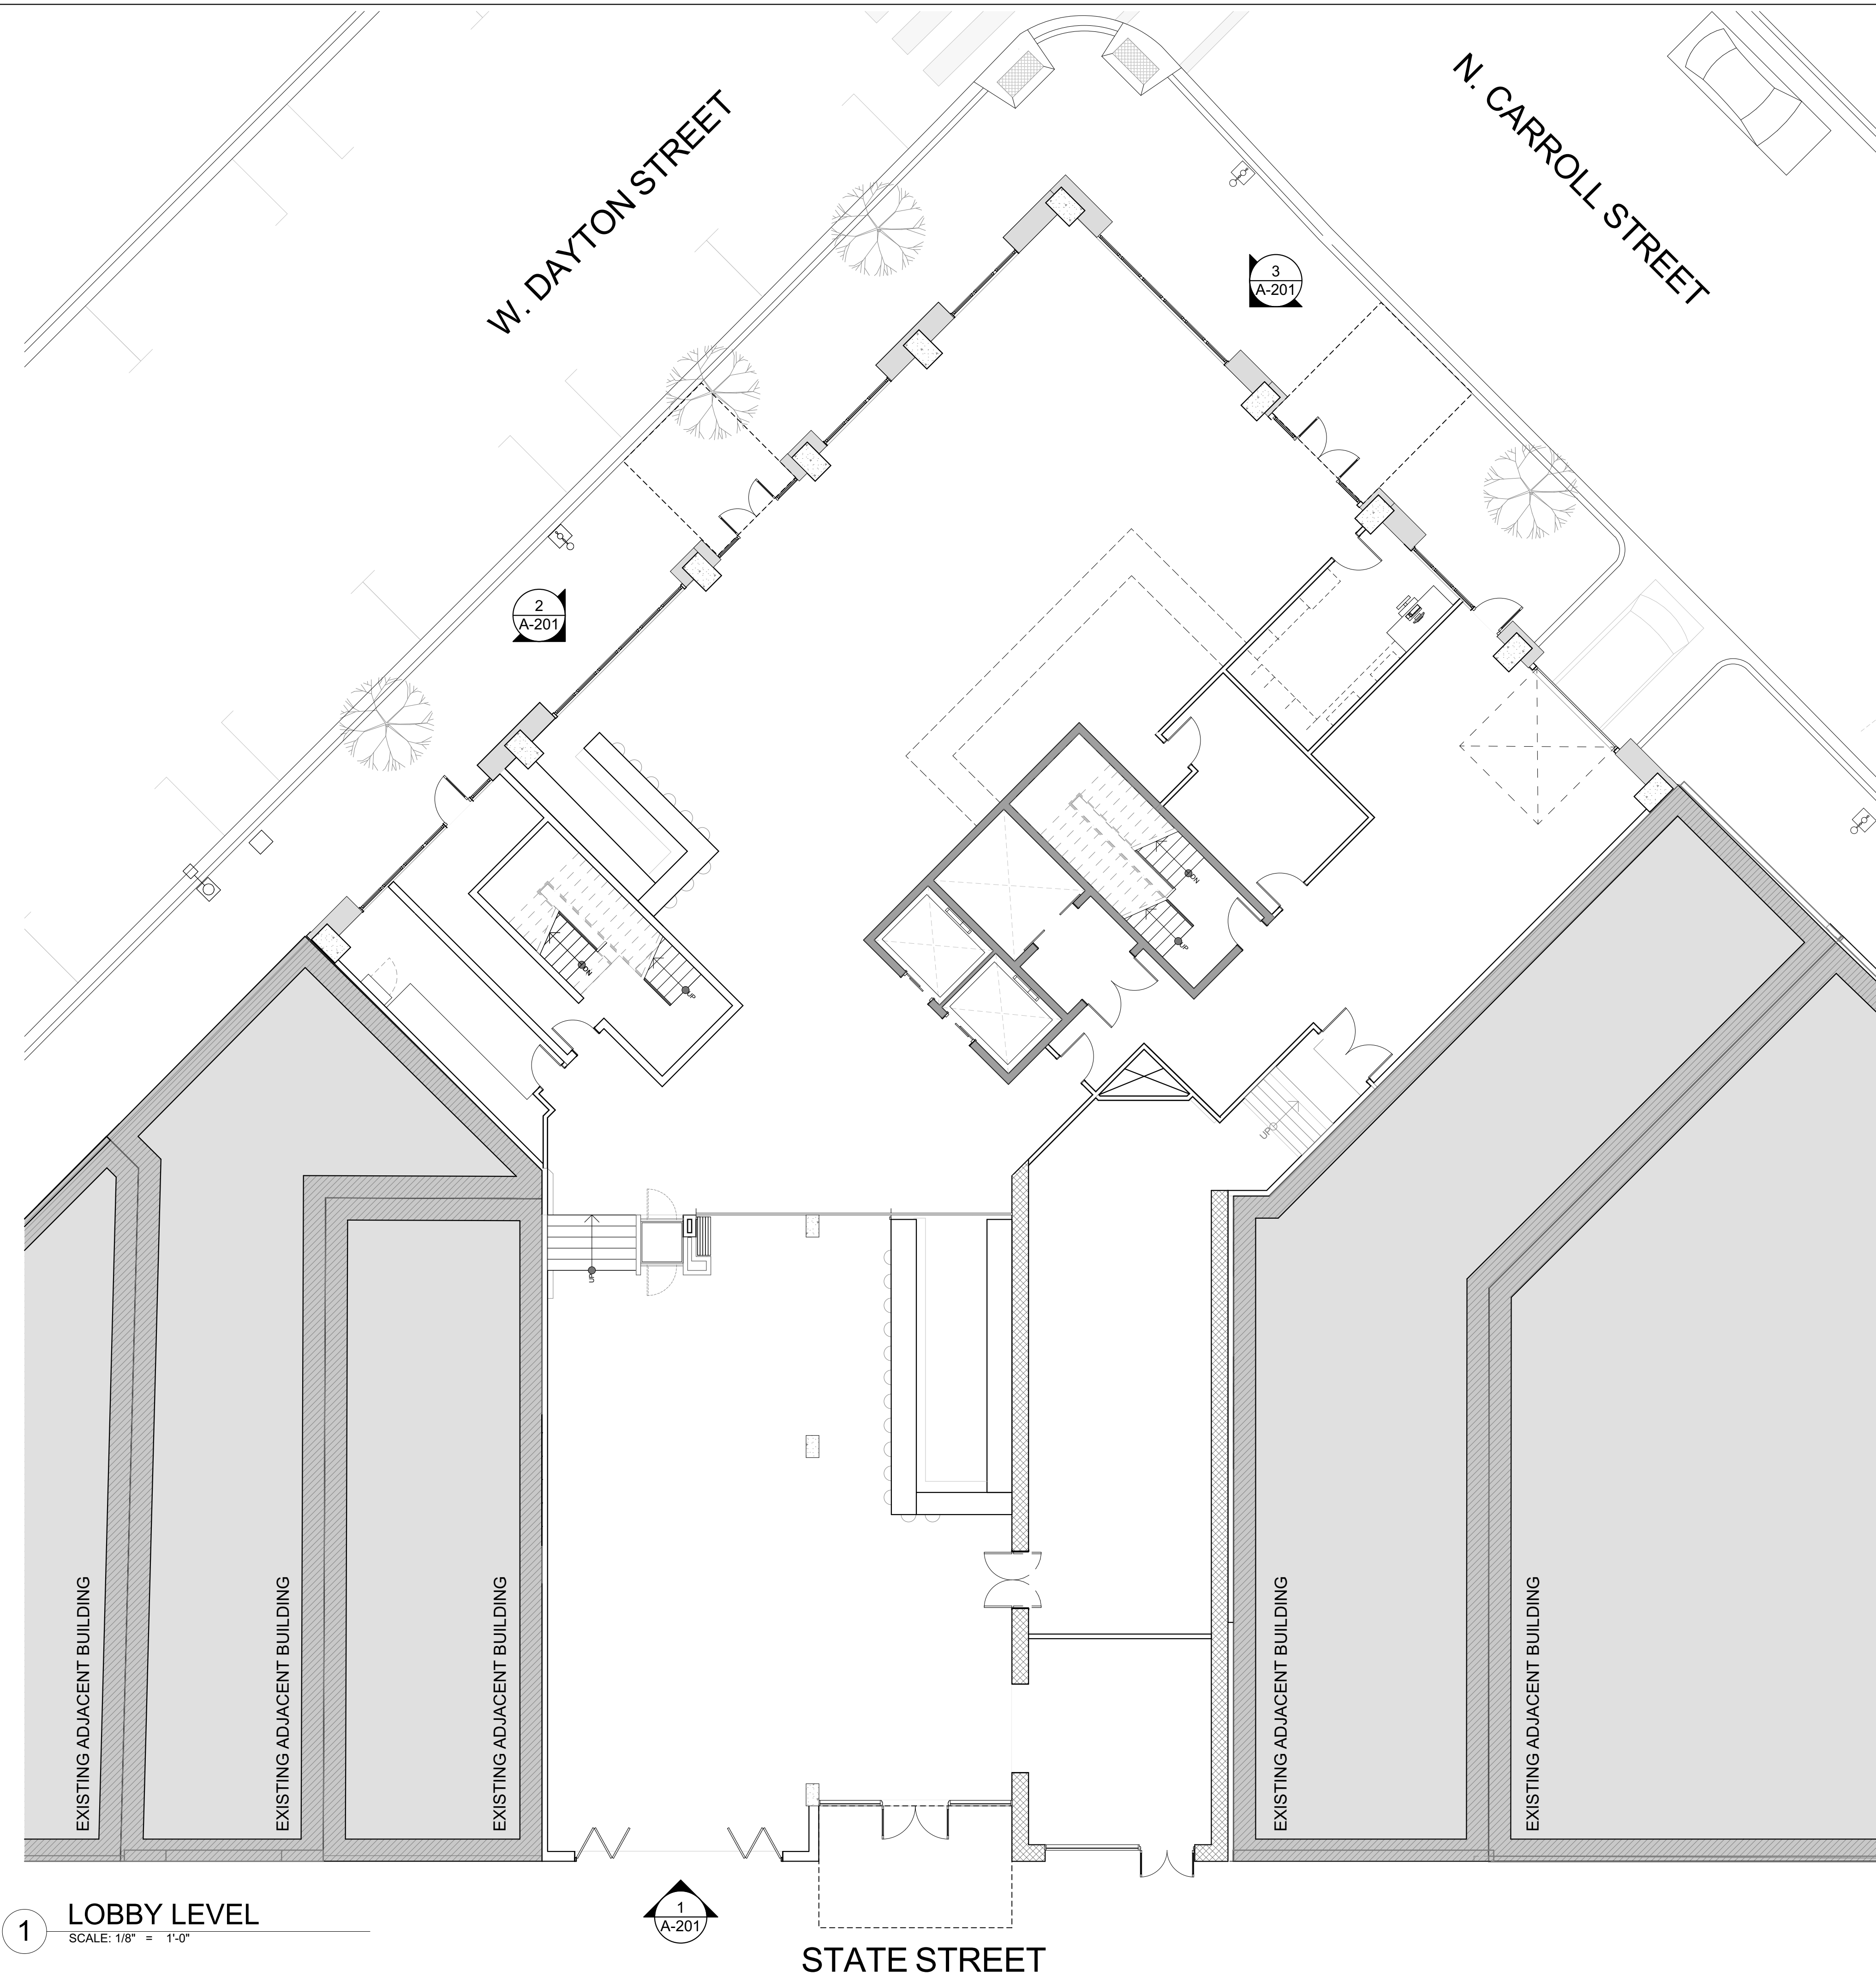 W. DAYTON STREET
N. CARROLL STREET
3
A-201
2
A-201
DN
UP
DN
UP
UP
UP
EXISTING ADJACENT BUILDING
EXISTING ADJACENT BUILDING
EXISTING ADJACENT BUILDING
EXISTING ADJACENT BUILDING
EXISTING ADJACENT BUILDING
1
LOBBY LEVEL
SCALE: 1/8" = 1'-0"
1
A-201
STATE STREET